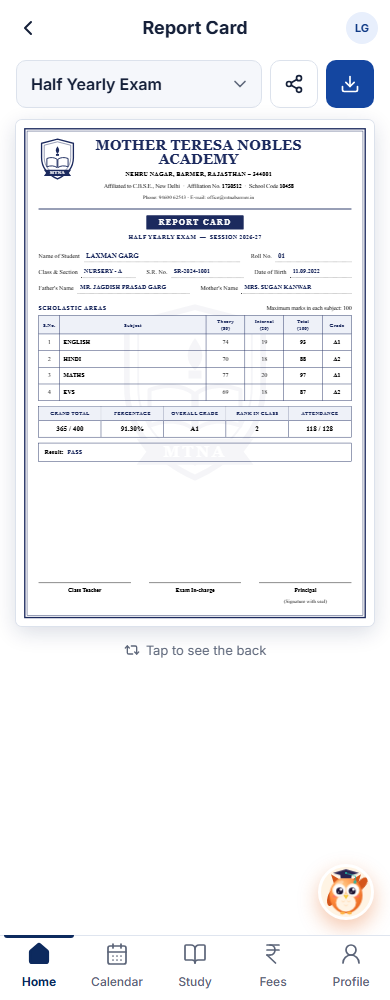 Report Card
LG
Half Yearly Exam
MTNA
MOTHER TERESA NOBLES
ACADEMY
NEHRU NAGAR, BARMER, RAJASTHAN – 344001
Affiliated to C.B.S.E., New Delhi Affiliation No. 1730512 School Code 10458
REPORT CARD
HALF YEARLY EXAM — SESSION 2026-27
Name of Student LAXMAN GARG Roll No. 01
Class & Section NURSERY - A S.R. No. SR-2024-1001 Date of Birth 11.09.2022
Father's Name MR. JAGDISH PRASAD GARG Mother's Name MRS. SUGAN KANWAR
SCHOLASTIC AREAS Maximum marks in each subject: 100
S.No. Subject Theory (80) Internal (20) Total (100) Grade
1 ENGLISH 74 19 93 A1
2 HINDI 70 18 88 A2
3 MATHS 77 20 97 A1
4 EVS 69 18 87 A2
GRAND TOTAL PERCENTAGE OVERALL GRADE RANK IN CLASS ATTENDANCE
365 / 400 91.30% A1 2 118 / 128
MTNA
Result: PASS
Class Teacher Exam In-charge Principal
(Signature with seal)
Tap to see the back
Home Calendar Study Fees Profile